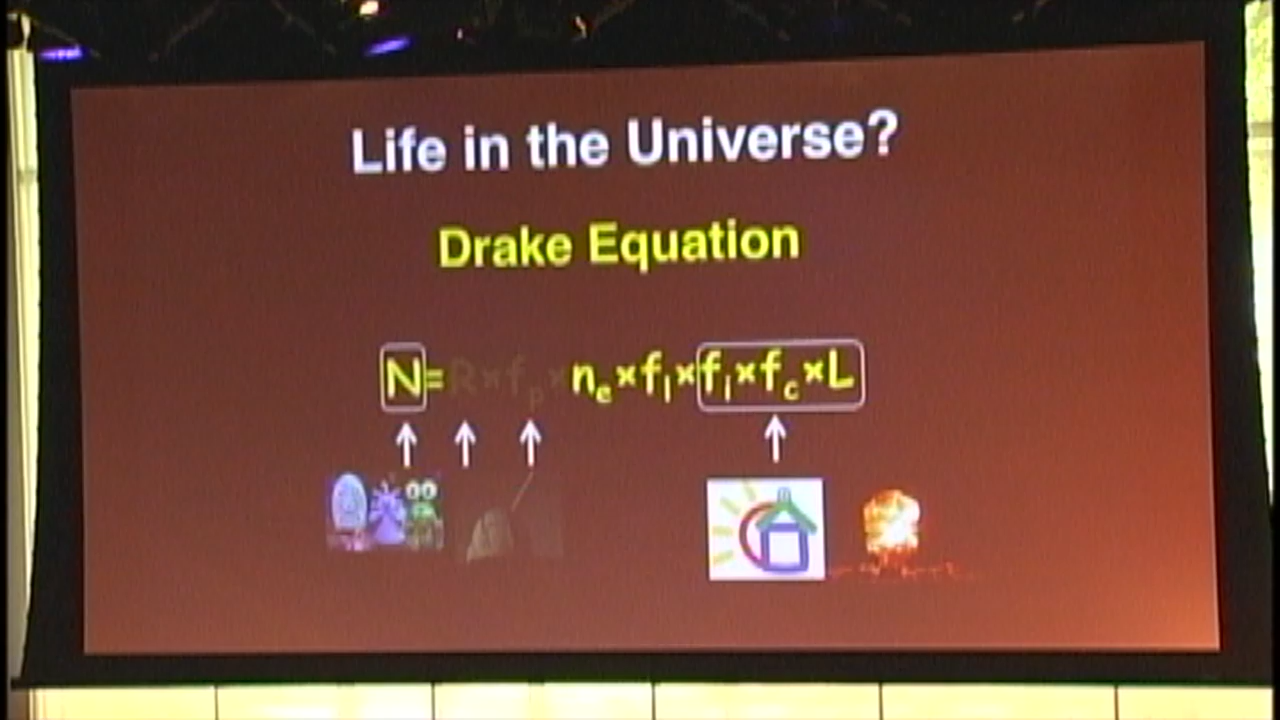 Life in the Universe?
Drake Equation
N= R×fp× ne×fl×fi×fc×L